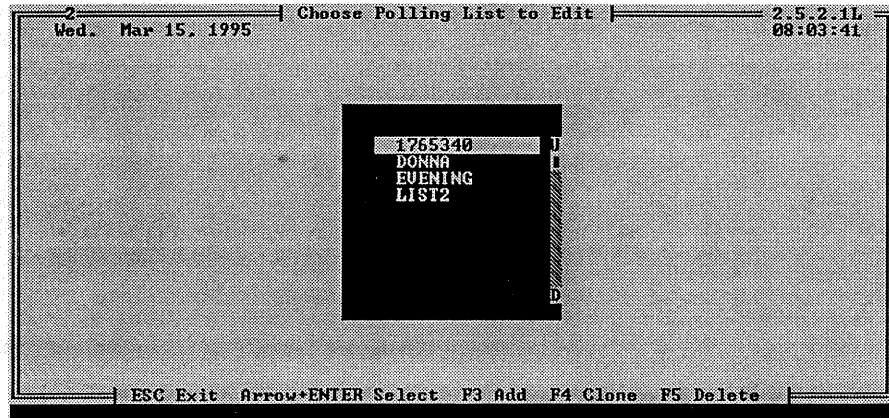 2 Choose Polling List to Edit 2.5.2.1L
Wed. Mar 15, 1995 08:03:41
1765340 U
DONNA
EVENING
LIST2
D
ESC Exit Arrow+ENTER Select F3 Add F4 Clone F5 Delete